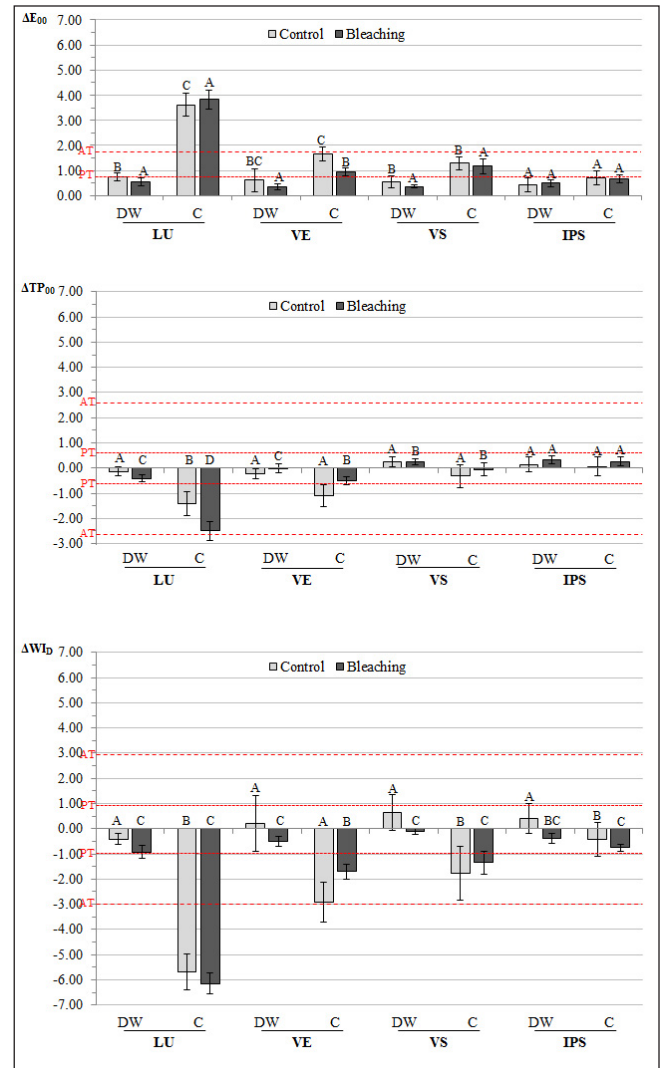 ΔE00 7.00
Control Bleaching
6.00
5.00
C A
4.00
3.00
C
2.00
AT
B BC B B A
B A A A A A A A
1.00
PT
0.00
DW C DW C DW C DW C
LU VE VS IPS
ΔTP00 7.00
Control Bleaching
6.00
5.00
4.00
3.00
AT
2.00
1.00
PT
A C B D A C A B A B A B A A A A
0.00
PT
-1.00
-2.00
AT
-3.00
DW C DW C DW C DW C
LU VE VS IPS
ΔWID 7.00
Control Bleaching
6.00
5.00
4.00
3.00
AT
2.00
A A A
1.00
PT
A C B C C A B C B C BC B C
0.00
-1.00
PT
-2.00
-3.00
AT
-4.00
-5.00
-6.00
-7.00
DW C DW C DW C DW C
LU VE VS IPS